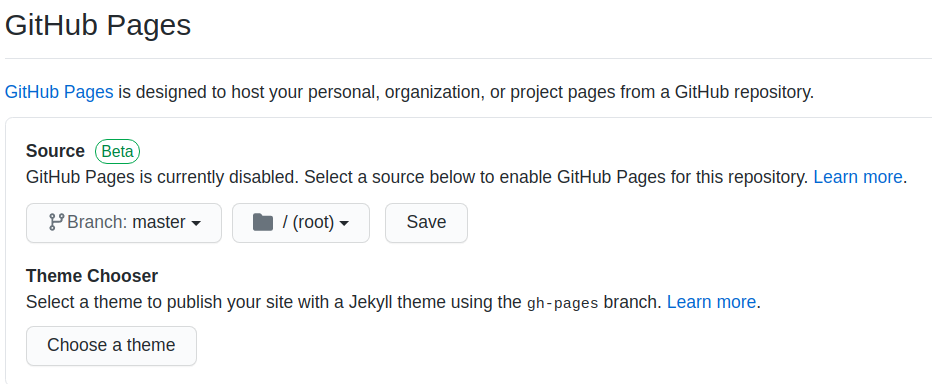 GitHub Pages
GitHub Pages is designed to host your personal, organization, or project pages from a GitHub repository.
Source Beta
GitHub Pages is currently disabled. Select a source below to enable GitHub Pages for this repository. Learn more.
Branch: master / (root) Save
Theme Chooser
Select a theme to publish your site with a Jekyll theme using the gh-pages branch. Learn more.
Choose a theme